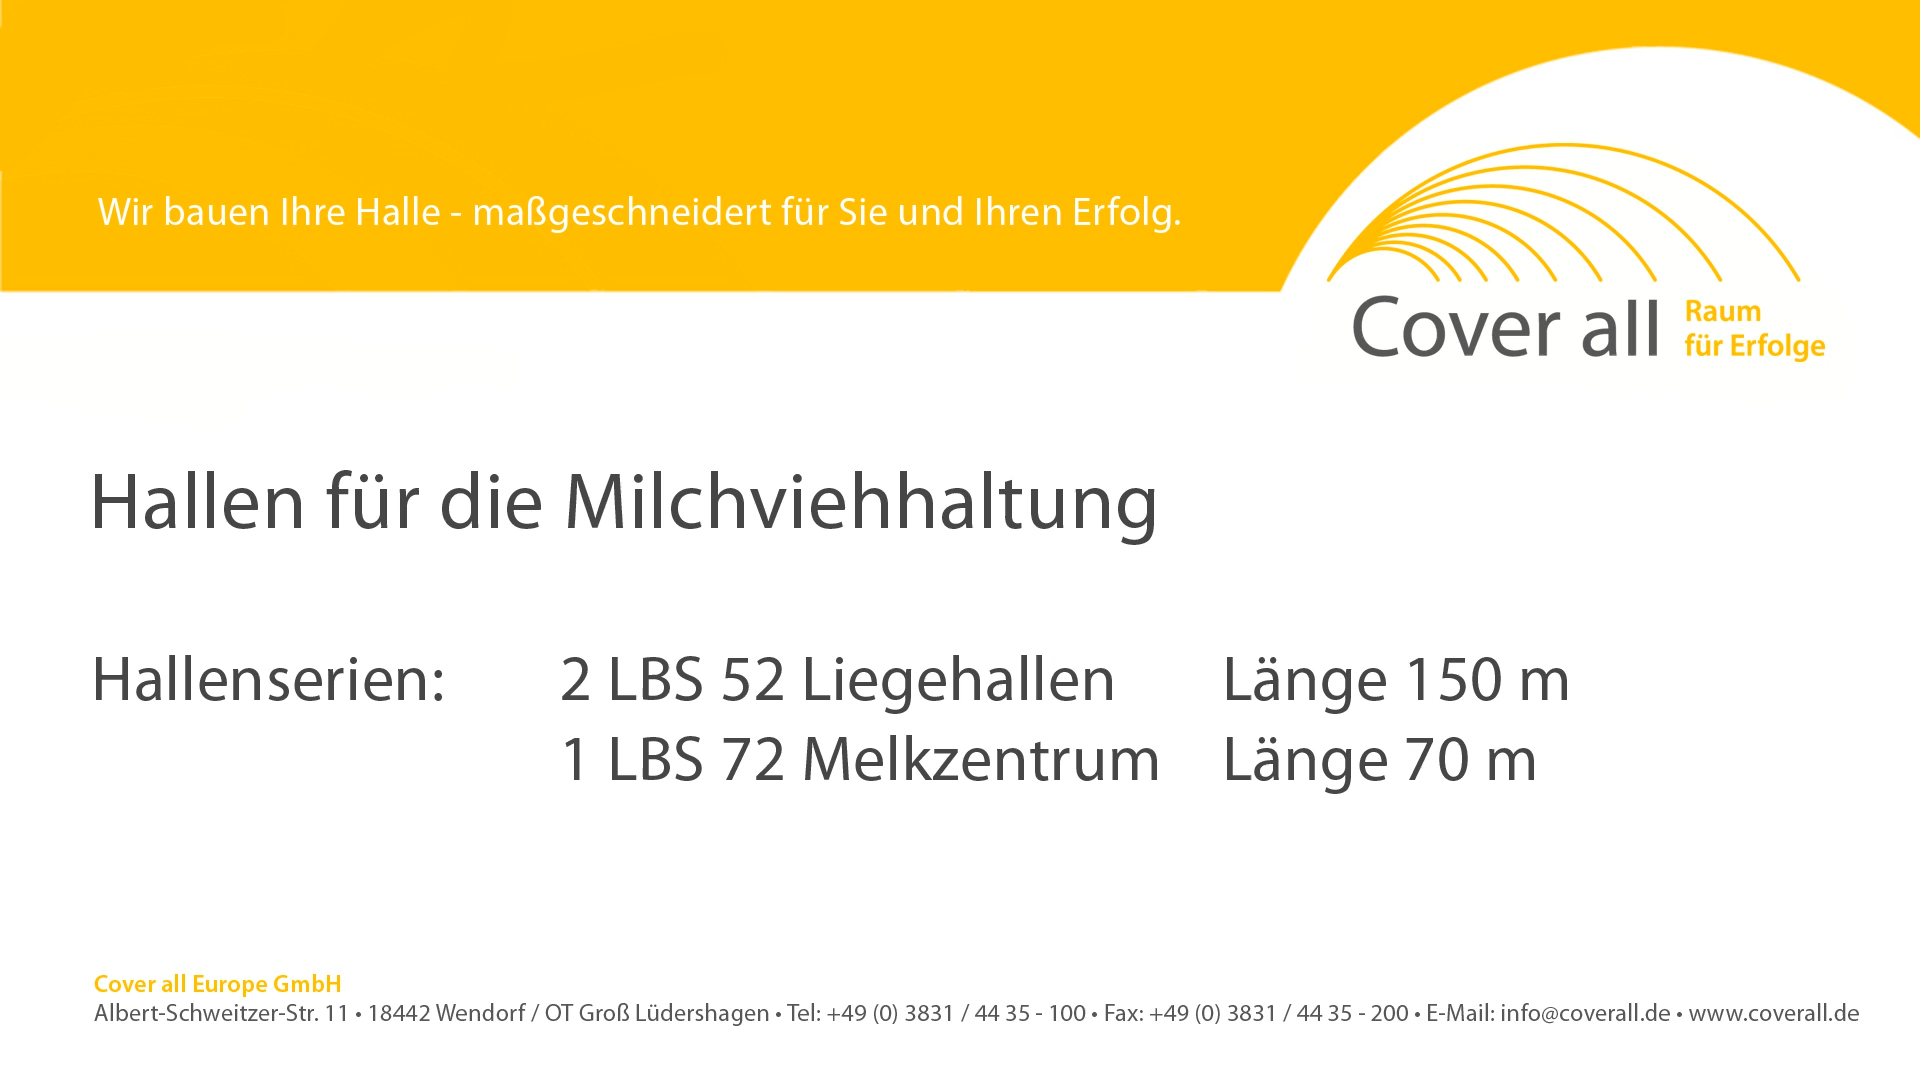 Wir bauen Ihre Halle - maßgeschneidert für Sie und Ihren Erfolg.
Cover all Raum
für Erfolge
Hallen für die Milchviehhaltung
Hallenserien: 2 LBS 52 Liegehallen Länge 150 m
1 LBS 72 Melkzentrum Länge 70 m
Cover all Europe GmbH
Albert-Schweitzer-Str. 11 • 18442 Wendorf / OT Groß Lüdershagen • Tel: +49 (0) 3831 / 44 35 - 100 • Fax: +49 (0) 3831 / 44 35 - 200 • E-Mail: info@coverall.de • www.coverall.de